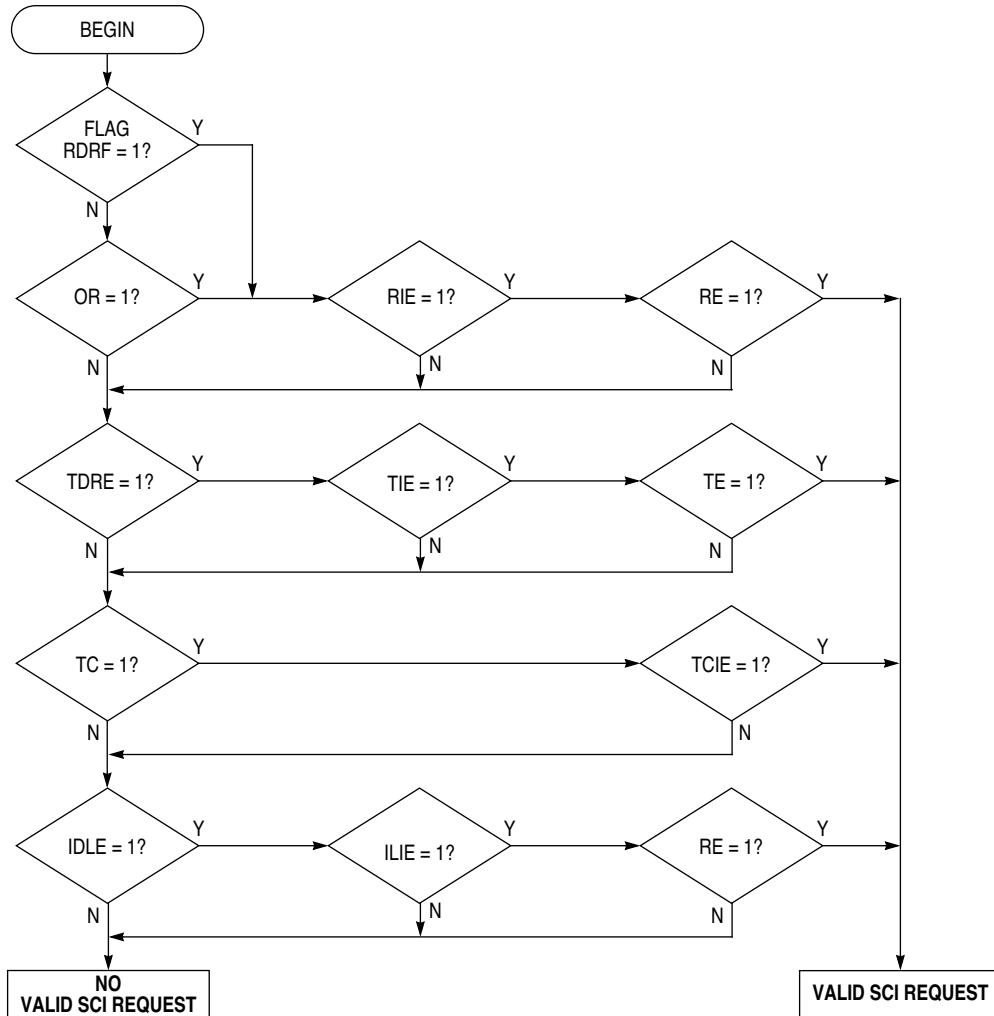 BEGIN
FLAG
RDRF = 1?
Y
N
OR = 1?
Y
N
RIE = 1?
Y
N
RE = 1?
Y
N
TDRE = 1?
Y
N
TIE = 1?
Y
N
TE = 1?
Y
N
TC = 1?
Y
N
TCIE = 1?
Y
N
IDLE = 1?
Y
N
ILIE = 1?
Y
N
RE = 1?
Y
N
NO
VALID SCI REQUEST
VALID SCI REQUEST